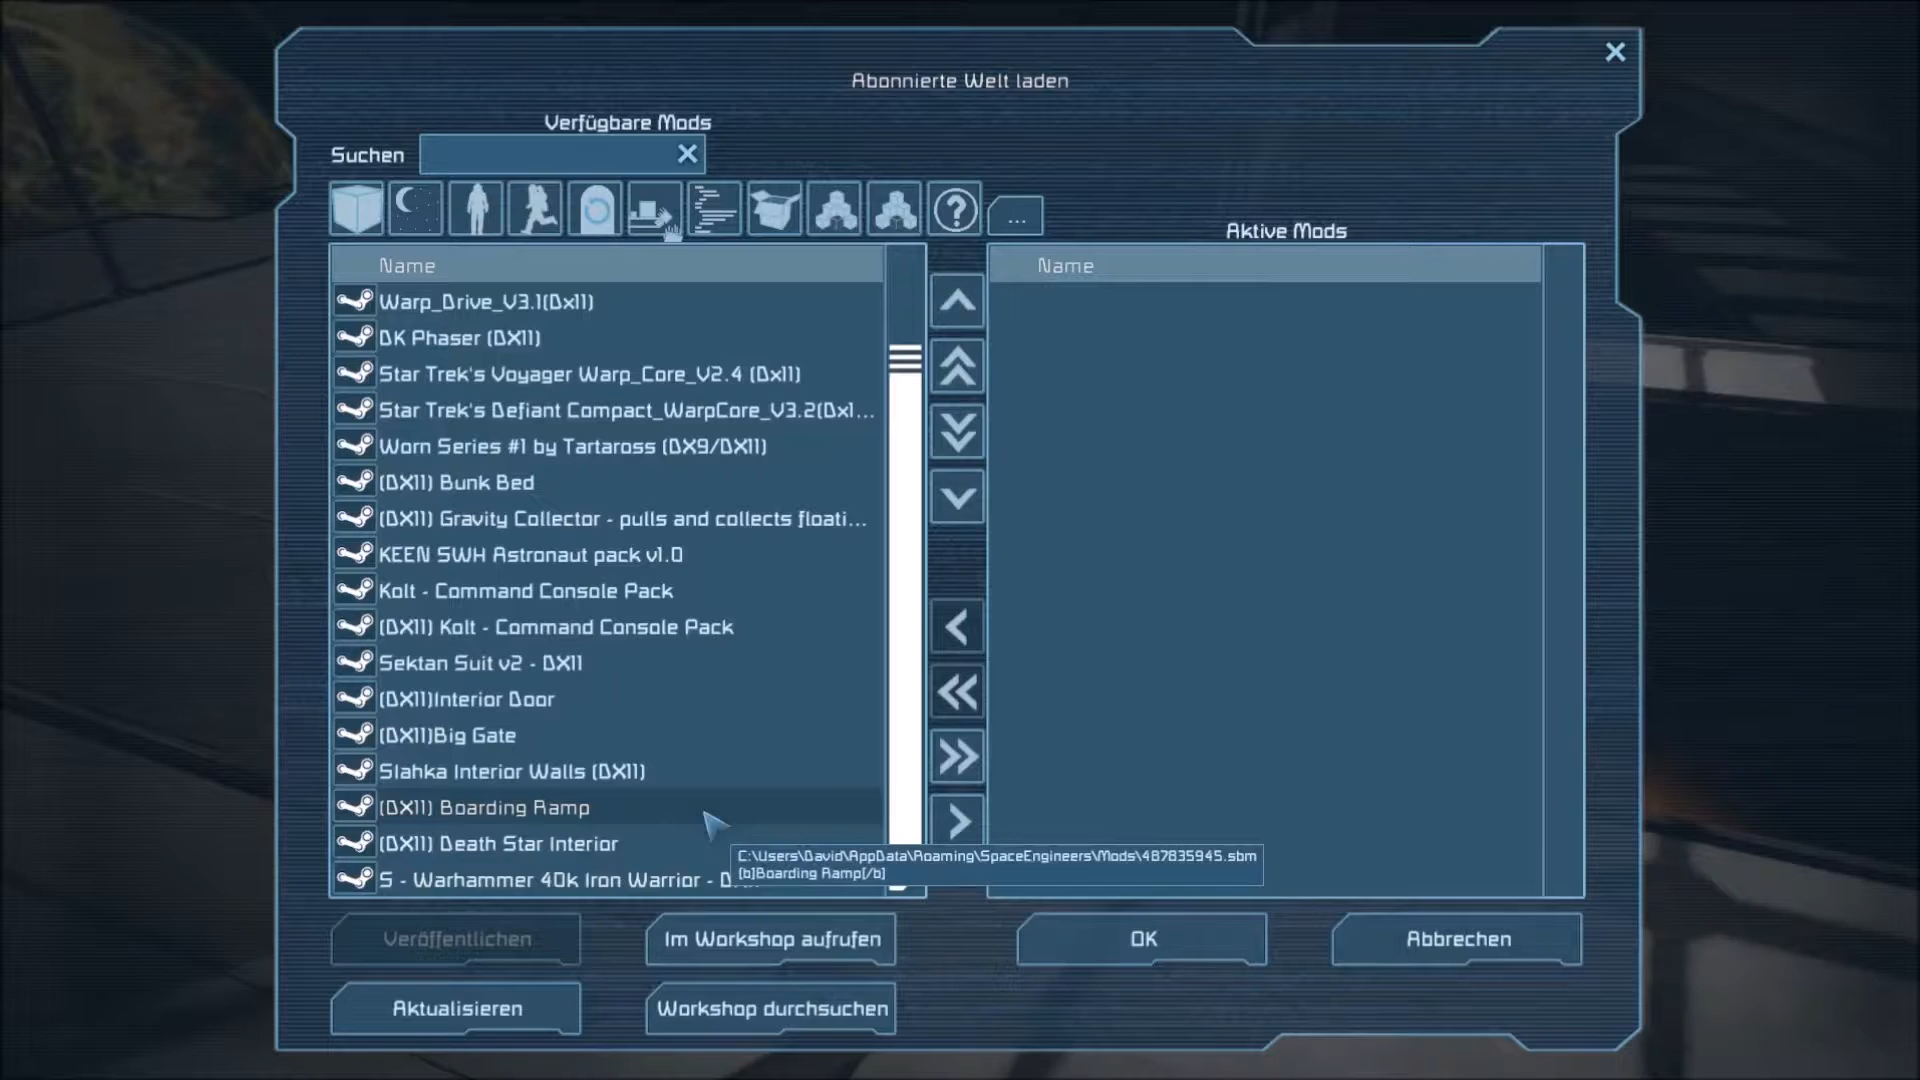 Abonnierte Welt laden
Verfügbare Mods
Suchen
...
Aktive Mods
Name
Name
Warp_Drive_V3.1(Dx11)
DK Phaser (DX11)
Star Trek's Voyager Warp_Core_V2.4 (Dx11)
Star Trek's Defiant Compact_WarpCore_V3.2(Dx1...
Worn Series #1 by Tartaross (DX9/DX11)
(DX11) Bunk Bed
(DX11) Gravity Collector - pulls and collects floati...
KEEN SWH Astronaut pack v1.0
Kolt - Command Console Pack
(DX11) Kolt - Command Console Pack
Sektan Suit v2 - DX11
(DX11)Interior Door
(DX11)Big Gate
Slahka Interior Walls (DX11)
(DX11) Boarding Ramp
(DX11) Death Star Interior
C:\Users\David\AppData\Roaming\SpaceEngineers\Mods\487835945.sbm
[b]Boarding Ramp[/b]
S - Warhammer 40k Iron Warrior -
Veröffentlichen
Im Workshop aufrufen
OK
Abbrechen
Aktualisieren
Workshop durchsuchen